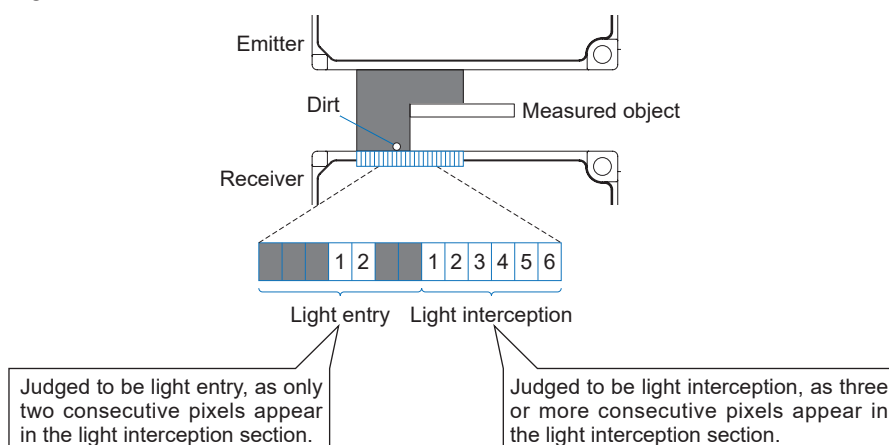 Emitter
Dirt
Measured object
Receiver
1 2 1 2 3 4 5 6
Light entry Light interception
Judged to be light entry, as only
two consecutive pixels appear
in the light interception section.
Judged to be light interception, as three
or more consecutive pixels appear in
the light interception section.